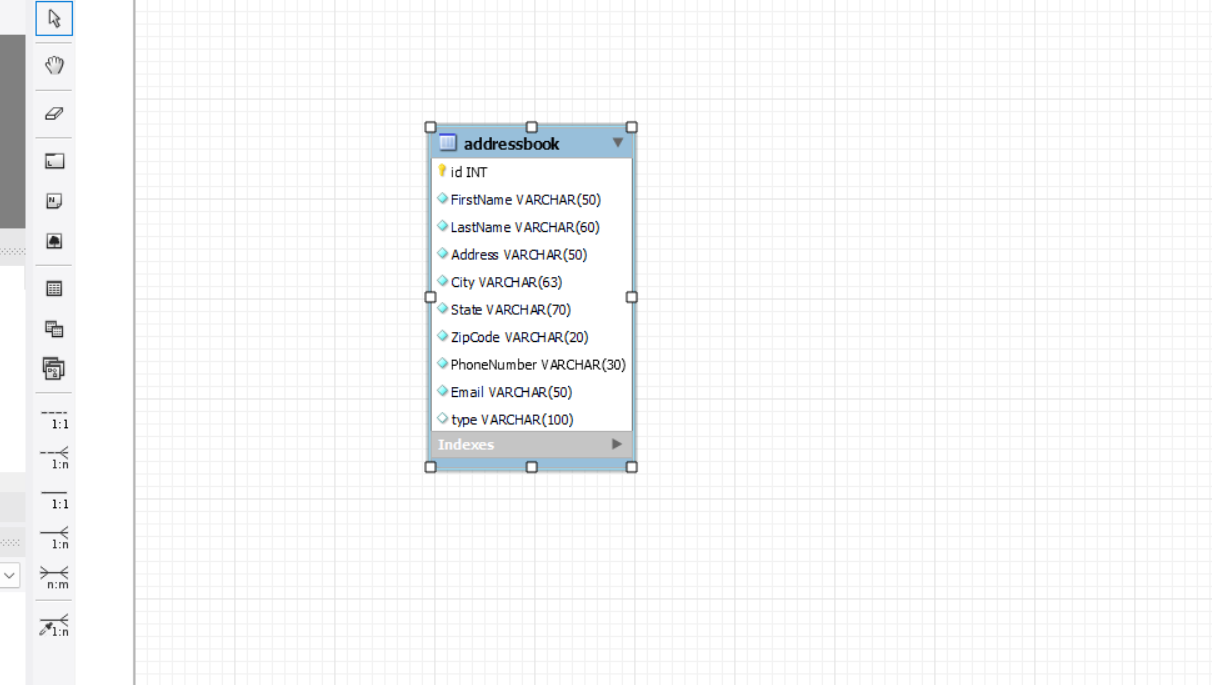 addressbook
id INT
FirstName VARCHAR(50)
LastName VARCHAR(60)
Address VARCHAR(50)
City VARCHAR(63)
State VARCHAR(70)
ZipCode VARCHAR(20)
PhoneNumber VARCHAR(30)
Email VARCHAR(50)
type VARCHAR(100)
Indexes
1:1
1:n
1:1
1:n
n:m
1:n